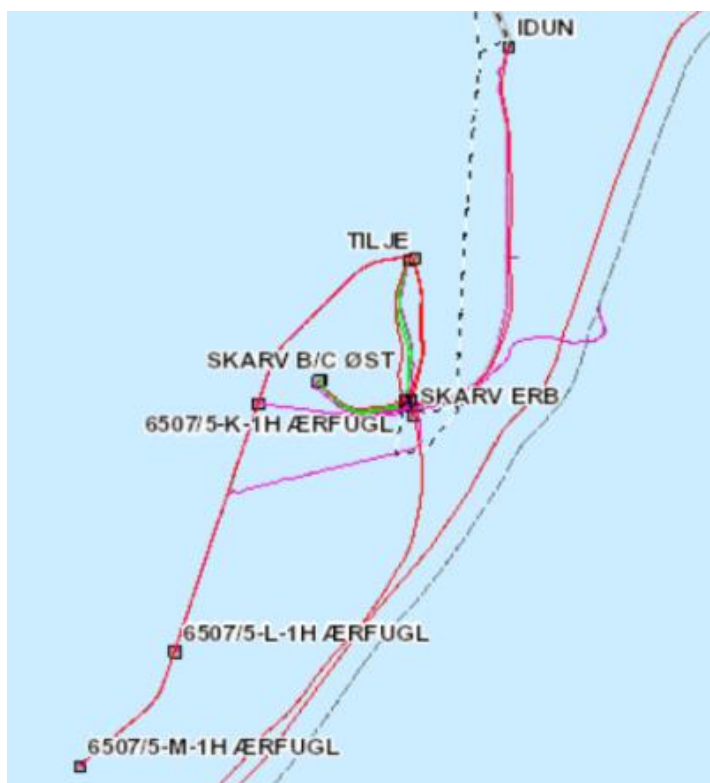 IDUN
TILJE
SKARV B/C ØST
SKARV ERB
6507/5-K-1H ÆRFUGL
6507/5-L-1H ÆRFUGL
6507/5-M-1H ÆRFUGL